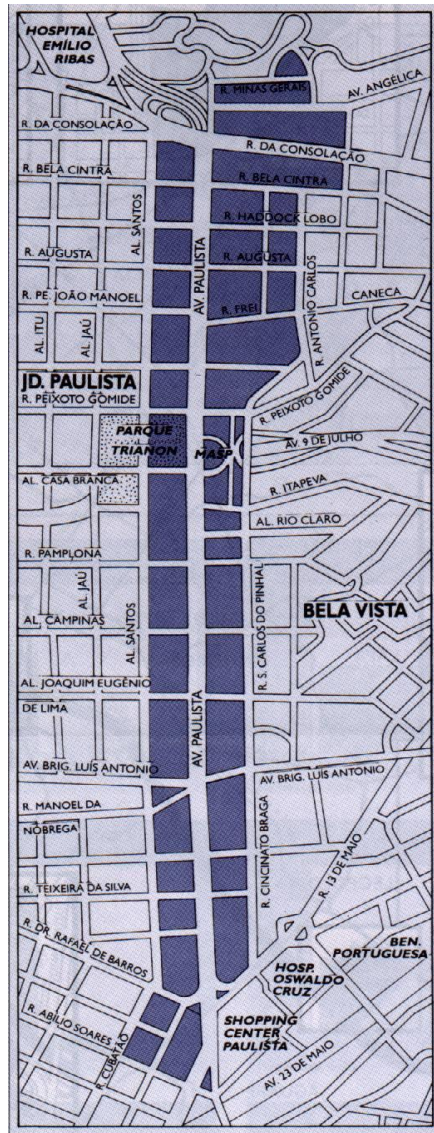 HOSPITAL
EMÍLIO
RIBAS
R. MINAS GERAIS
AV. ANGÉLICA
R. DA CONSOLAÇÃO
R. DA CONSOLAÇÃO
R. BELA CINTRA
R. BELA CINTRA
AL. SANTOS
R. HADDOCK LOBO
R. AUGUSTA
R. AUGUSTA
AV. PAULISTA
R. ANTONIO CARLOS
R. PE. JOÃO MANOEL
R. FREI
CANECA
AL. ITU
AL. JAÚ
JD. PAULISTA
R. PEIXOTO GOMIDE
R. PEIXOTO GOMIDE
PARQUE
TRIANON
MASP
AV. 9 DE JULHO
AL. CASA BRANCA
R. ITAPEVA
AL. RIO CLARO
R. PAMPLONA
AL. JAÚ
R. S. CARLOS DO PINHAL
BELA VISTA
AL. CAMPINAS
AL. SANTOS
AL. JOAQUIM EUGÊNIO
DE LIMA
AV. PAULISTA
AV. BRIG. LUÍS ANTONIO
AV. BRIG. LUÍS ANTONIO
R. MANOEL DA
NÓBREGA
R. CINCINATO BRAGA
R. 13 DE MAIO
R. TEIXEIRA DA SILVA
R. DR. RAFAEL DE BARROS
BEN.
PORTUGUESA
HOSP.
OSWALDO
CRUZ
R. ABÍLIO SOARES
SHOPPING
CENTER
PAULISTA
R. CUBATÃO
AV. 23 DE MAIO